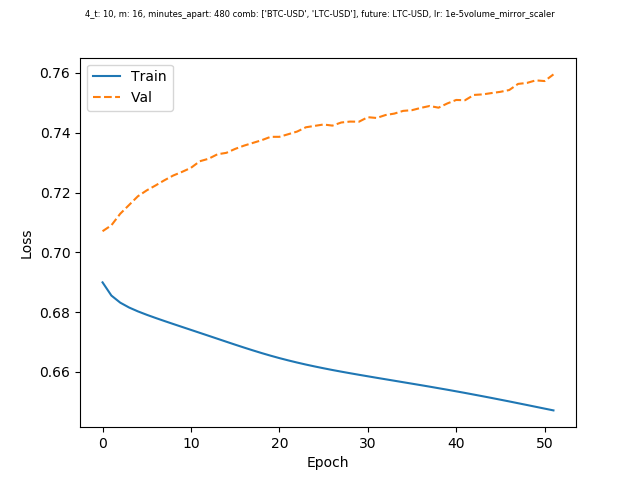 4_t: 10, m: 16, minutes_apart: 480 comb: ['BTC-USD', 'LTC-USD'], future: LTC-USD, lr: 1e-5volume_mirror_scaler
Train
Val
0.76
0.74
0.72
0.70
0.68
0.66
Loss
0 10 20 30 40 50
Epoch